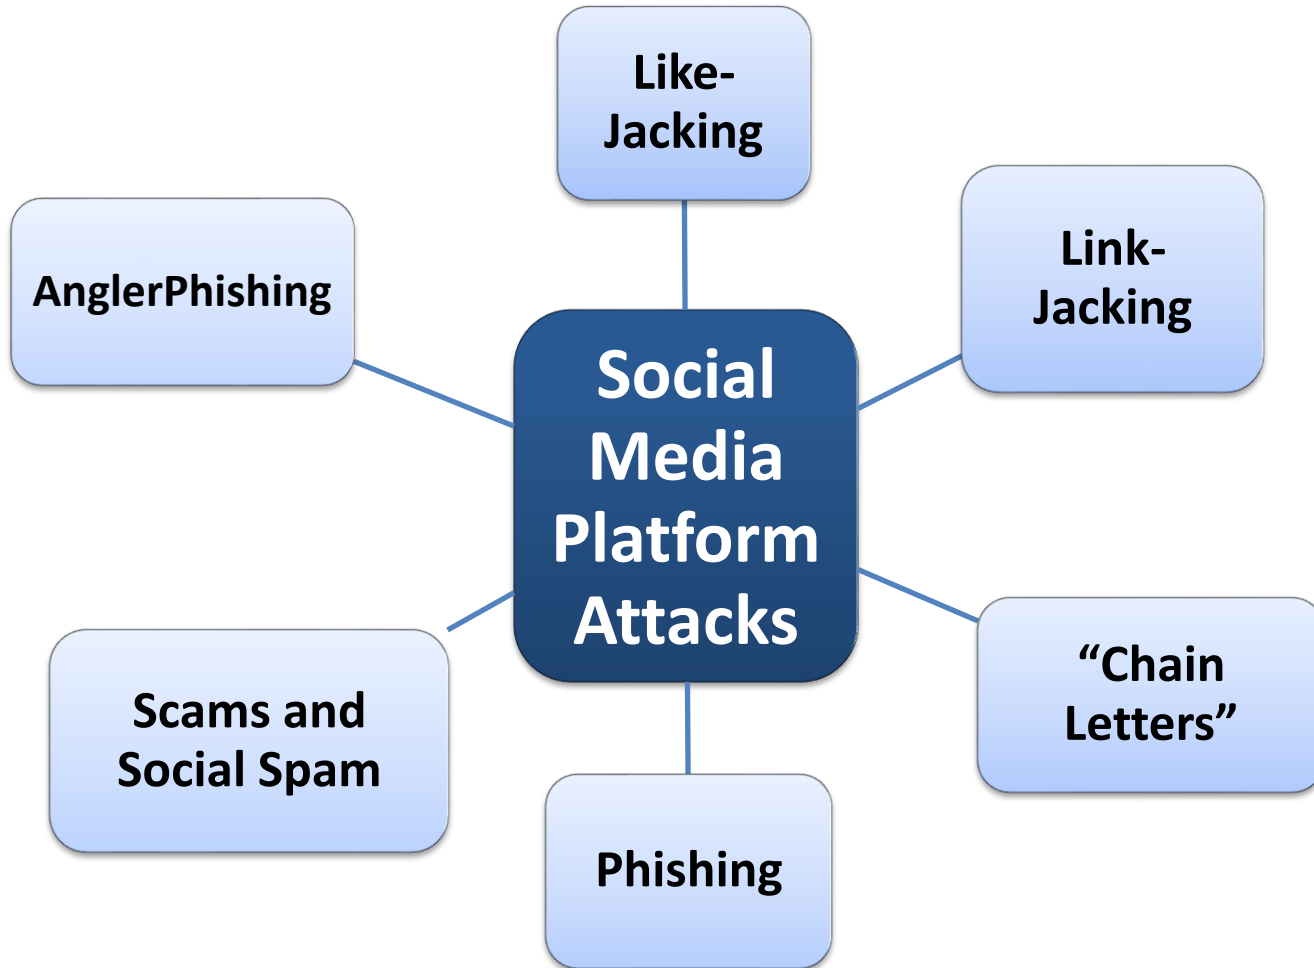 Like-
Jacking
Link-
Jacking
AnglerPhishing
Social
Media
Platform
Attacks
“Chain
Letters”
Scams and
Social Spam
Phishing